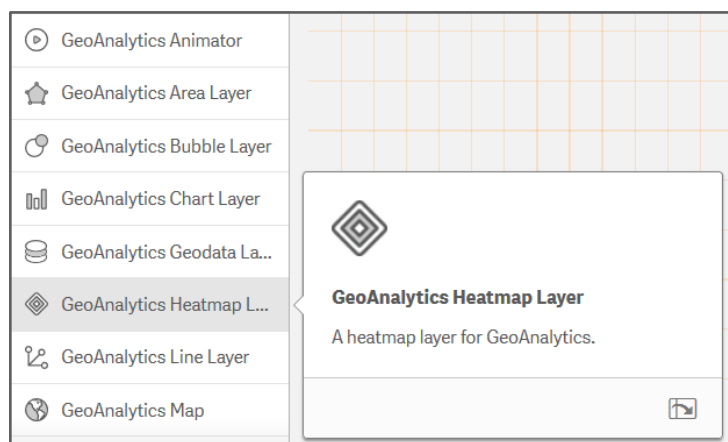 GeoAnalytics Animator
GeoAnalytics Area Layer
GeoAnalytics Bubble Layer
GeoAnalytics Chart Layer
GeoAnalytics Geodata La...
GeoAnalytics Heatmap L...
GeoAnalytics Line Layer
GeoAnalytics Map
GeoAnalytics Heatmap Layer
A heatmap layer for GeoAnalytics.